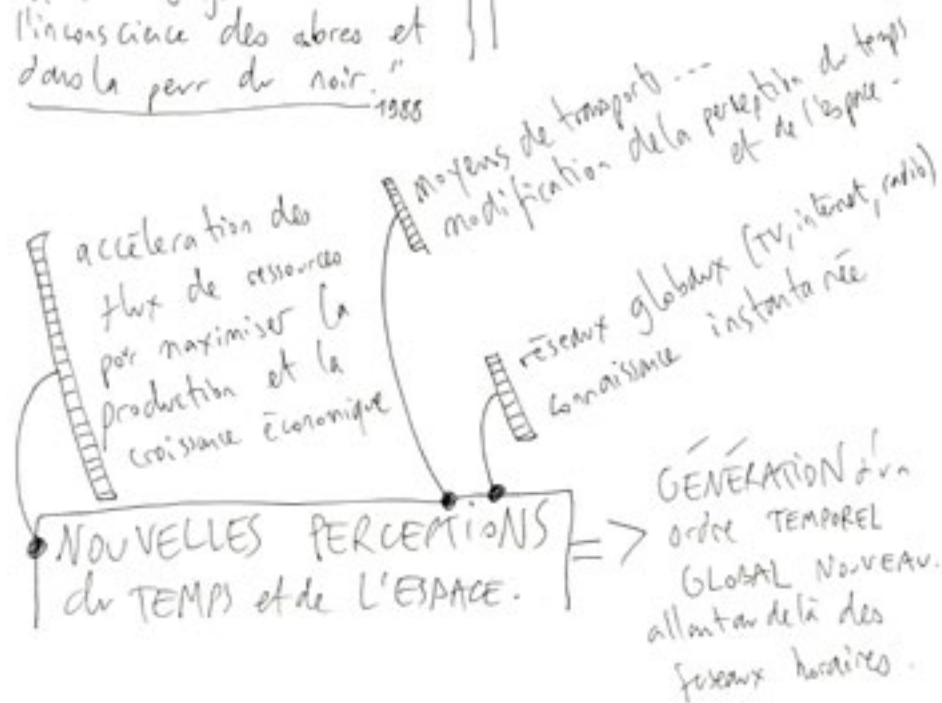 l'inconscience des abres et
dans la peur du noir."
1988
moyens de transport ...
modification de la perception du temps
et de l'espace -
accéleration des
flux de ressources
pour maximiser la
production et la
croissance économique
réseaux globaux (TV, internet, radio)
connaissance instantanée
NOUVELLES PERCEPTIONS
du TEMPS et de L'ESPACE.
=> GÉNÉRATION d'un
ordre TEMPOREL
GLOBAL NOUVEAU.
allant au delà des
fuseaux horaires.